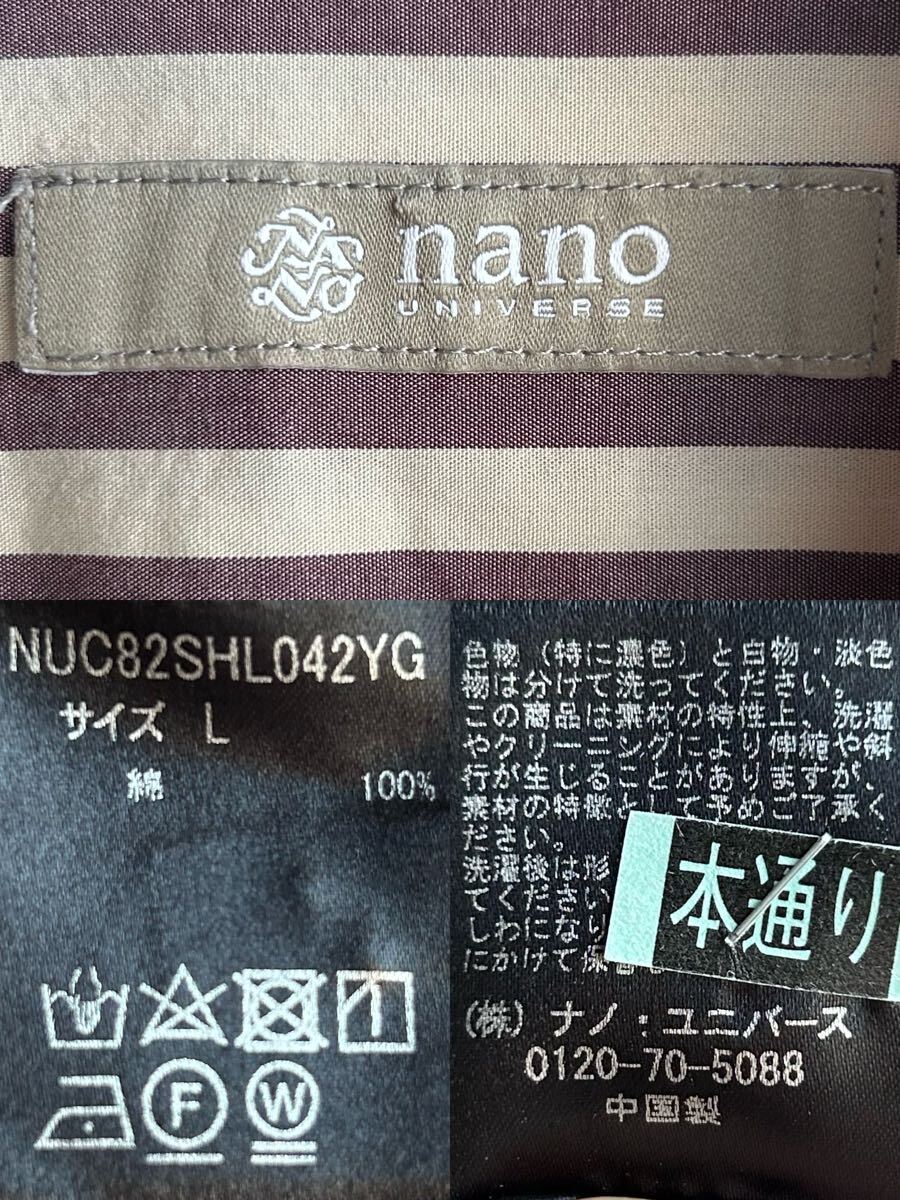 nano
UNIVERSE
NUC82SHL042YG
サイズ L
綿 100%
F
W
色物(特に濃色)と白物・淡色
物は分けて洗ってください。
この商品は素材の特性上、洗濯
やクリーニングにより伸縮や斜
行が生じることがありますが、
素材の特徴として予めご了承く
ださい。
洗濯後は形
てください
しわになり
にかけて保管
本通り
(株)ナノ・ユニバース
0120-70-5088
中国製